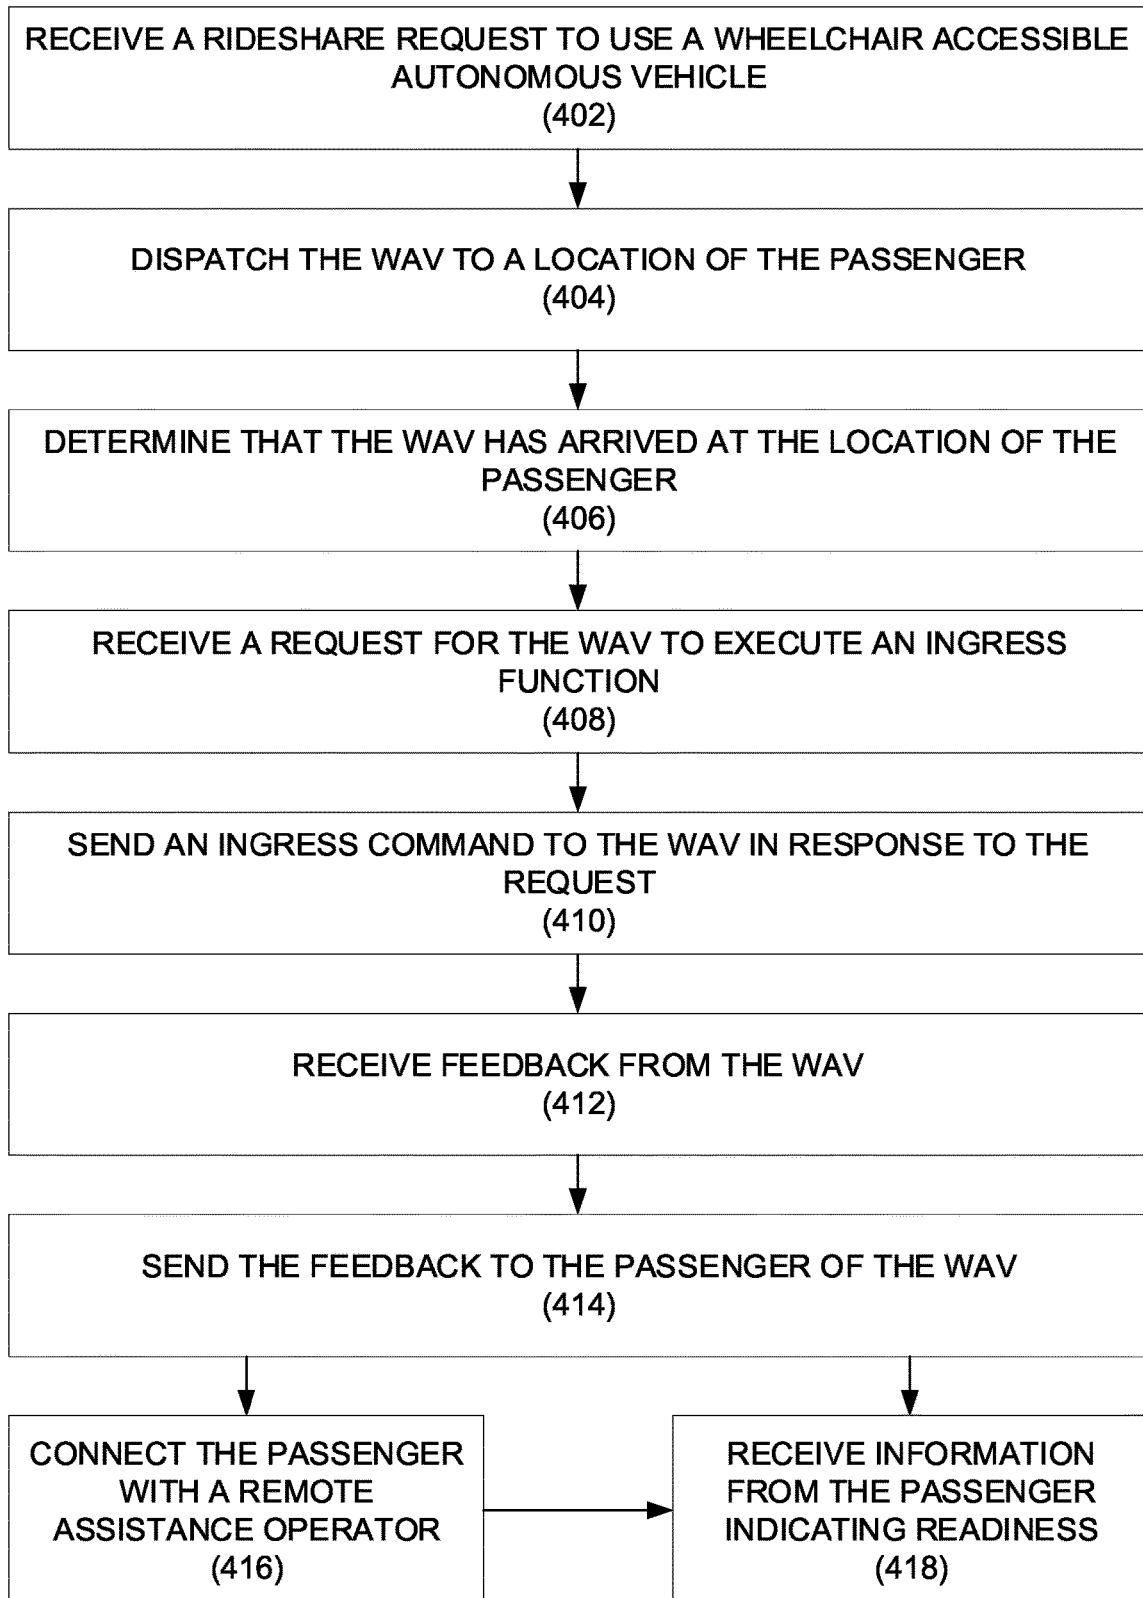 RECEIVE A RIDESHARE REQUEST TO USE A WHEELCHAIR ACCESSIBLE
AUTONOMOUS VEHICLE
(402)
DISPATCH THE WAV TO A LOCATION OF THE PASSENGER
(404)
DETERMINE THAT THE WAV HAS ARRIVED AT THE LOCATION OF THE
PASSENGER
(406)
RECEIVE A REQUEST FOR THE WAV TO EXECUTE AN INGRESS
FUNCTION
(408)
SEND AN INGRESS COMMAND TO THE WAV IN RESPONSE TO THE
REQUEST
(410)
RECEIVE FEEDBACK FROM THE WAV
(412)
SEND THE FEEDBACK TO THE PASSENGER OF THE WAV
(414)
CONNECT THE PASSENGER
WITH A REMOTE
ASSISTANCE OPERATOR
(416)
RECEIVE INFORMATION
FROM THE PASSENGER
INDICATING READINESS
(418)